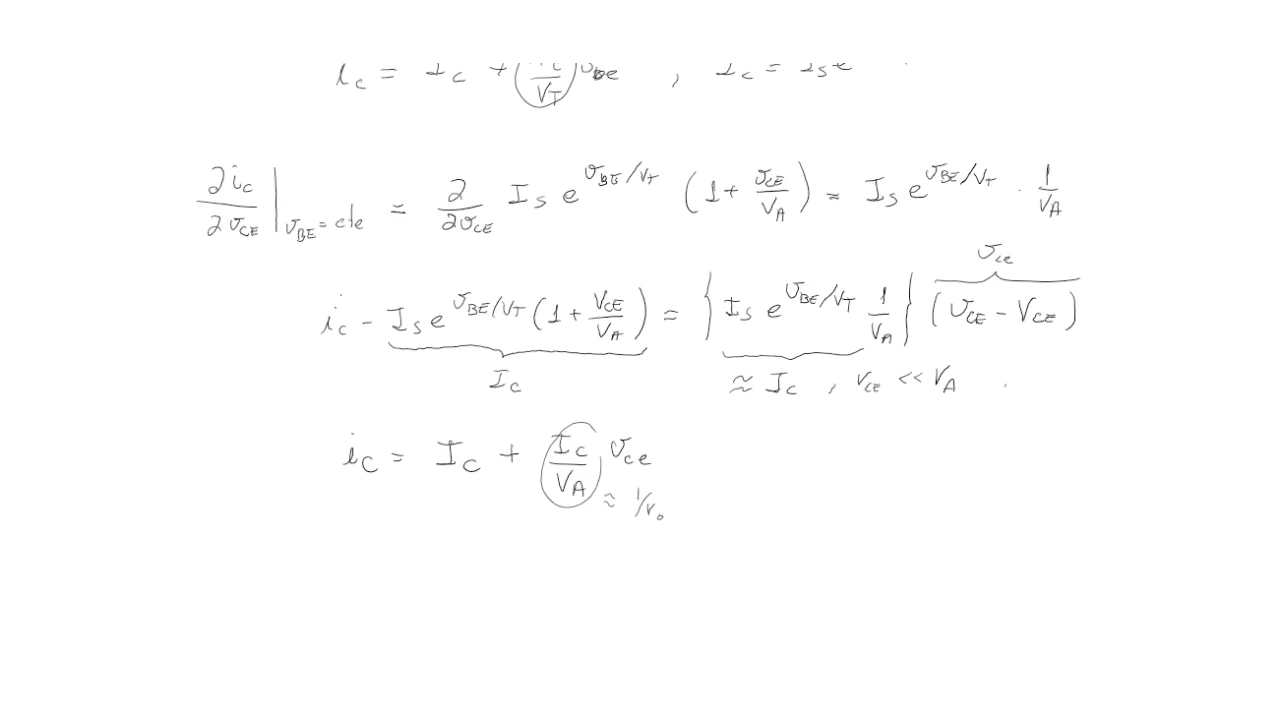 i_C = I_C + (I_C/V_T) v_be , I_C = I_S e
∂i_C/∂v_CE |_{v_BE = cte} = ∂/∂v_CE I_S e^{v_BE/V_T} (1 + v_CE/V_A) = I_S e^{v_BE/V_T} · 1/V_A
v_ce
i_C - I_S e^{v_BE/V_T} (1 + V_CE/V_A) = { I_S e^{v_BE/V_T} 1/V_A } (v_CE - V_CE)
I_C ≈ I_C , V_CE << V_A
i_C = I_C + (I_C/V_A) v_ce
≈ 1/r_o